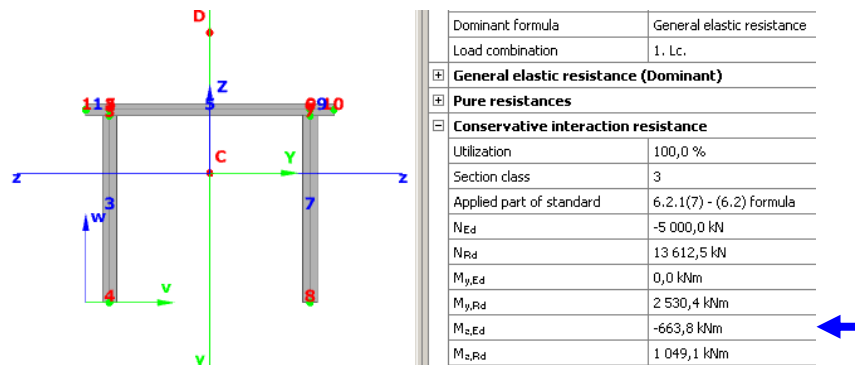 D
Z
11 5 9 10
5 7
C
Y
z z
3 7
w
v
4 8
y
Dominant formula General elastic resistance
Load combination 1. Lc.
General elastic resistance (Dominant)
Pure resistances
Conservative interaction resistance
Utilization 100,0 %
Section class 3
Applied part of standard 6.2.1(7) - (6.2) formula
NEd -5 000,0 kN
NRd 13 612,5 kN
My,Ed 0,0 kNm
My,Rd 2 530,4 kNm
Mz,Ed -663,8 kNm
Mz,Rd 1 049,1 kNm